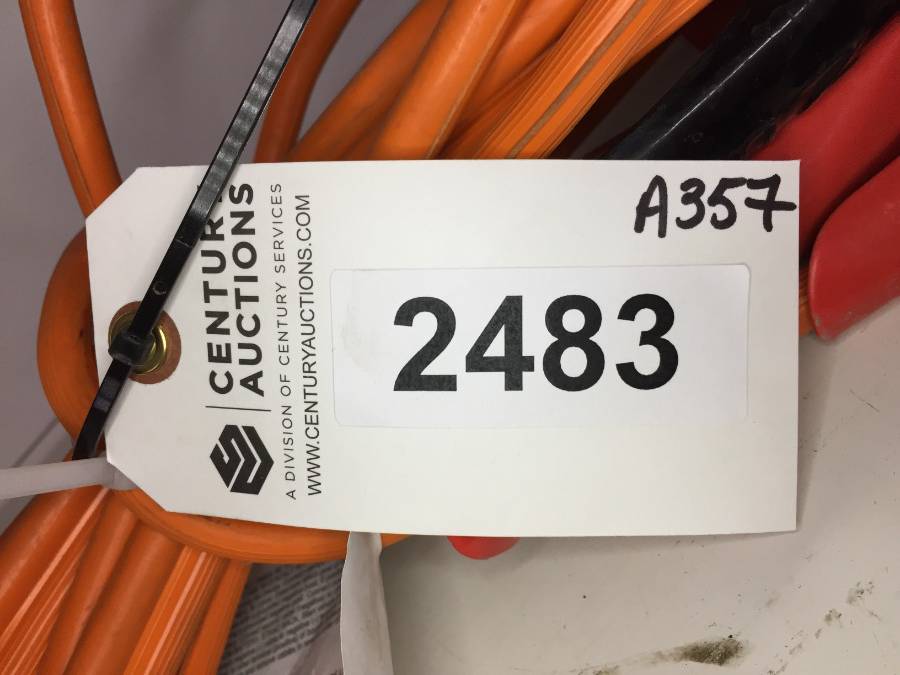 CENTURY
AUCTIONS
A DIVISION OF CENTURY SERVICES
WWW.CENTURYAUCTIONS.COM
A357
2483